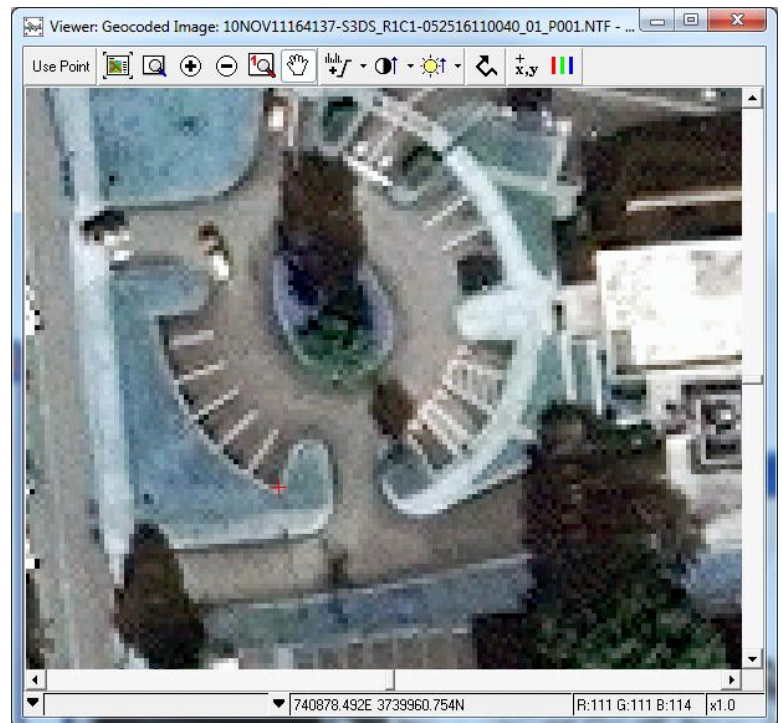 Viewer: Geocoded Image: 10NOV11164137-S3DS_R1C1-052516110040_01_P001.NTF - ...
Use Point
x,y
740878.492E 3739960.754N
R:111 G:111 B:114
x1.0